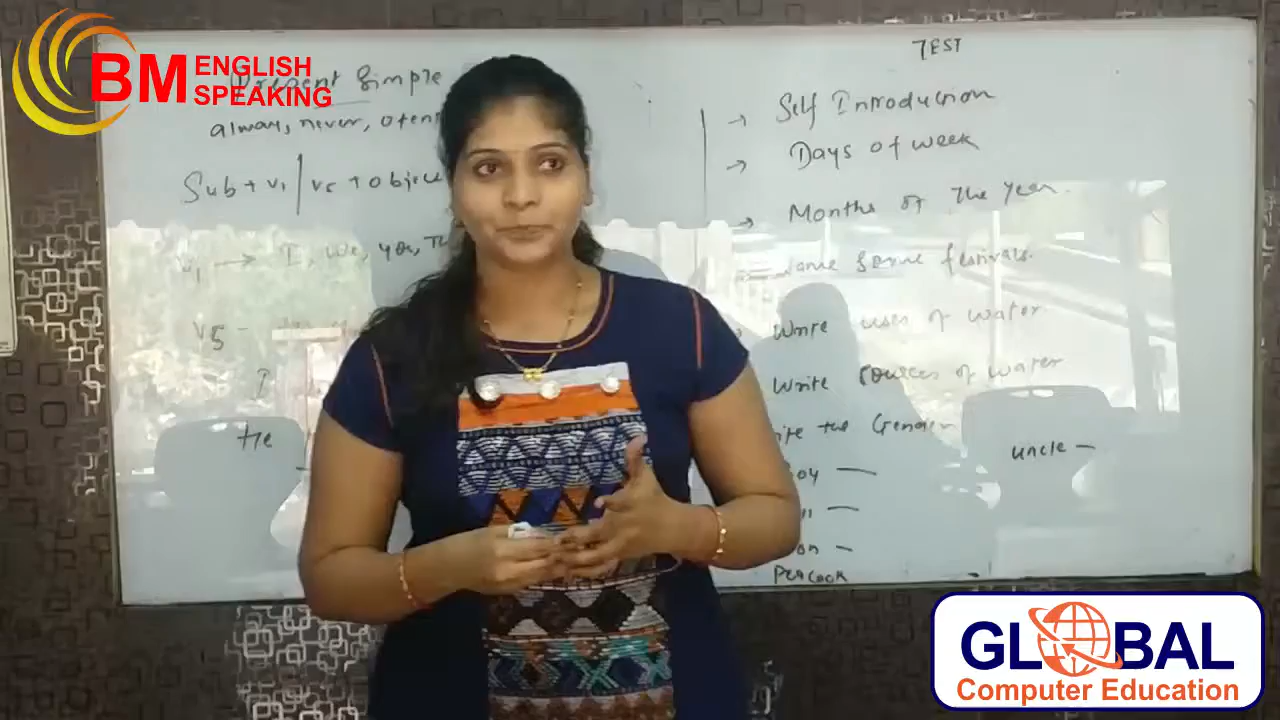 BM ENGLISH
SPEAKING
Present Simple
always, never, often
Sub + V1 | V5 + Object
V1 → I, We, you,
V5 -
He
TEST
→ Self Introduction
→ Days of week
→ Months of the year.
some festivals.
Write uses of water
Write sources of water
the Gender
uncle —
Peacock
GLOBAL
Computer Education